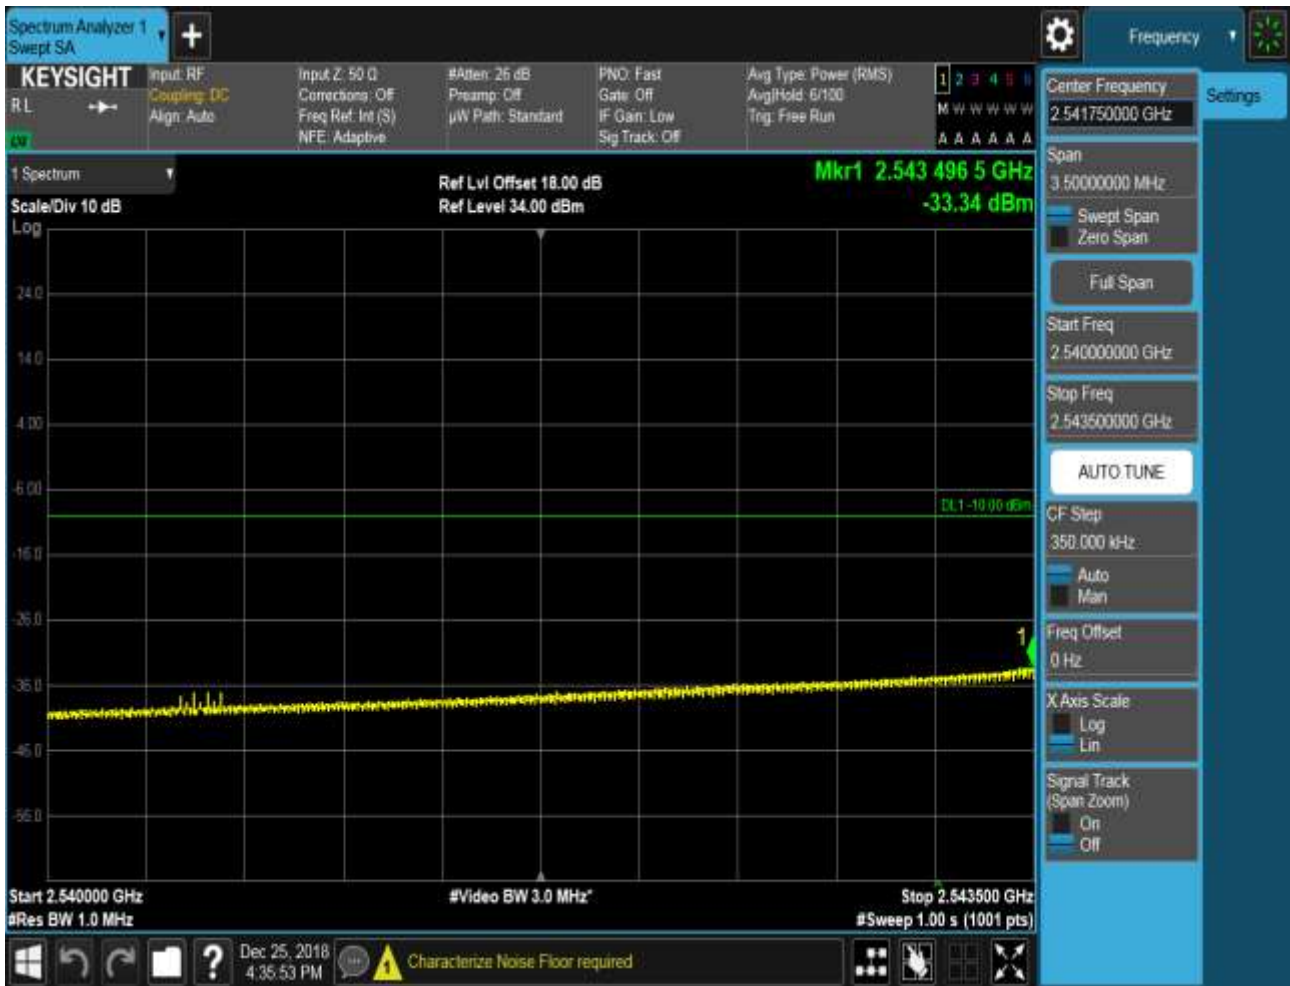 Spectrum Analyzer 1
Swept SA
Frequency
KEYSIGHT
R L
Input: RF
Coupling: DC
Align: Auto
Input Z: 50 Ω
Corrections: Off
Freq Ref: Int (S)
NFE: Adaptive
#Atten: 26 dB
Preamp: Off
µW Path: Standard
PNO: Fast
Gate: Off
IF Gain: Low
Sig Track: Off
Avg Type: Power (RMS)
Avg|Hold: 6/100
Trig: Free Run
1 2 3 4 5 6
M W W W W W
A A A A A A
1 Spectrum
Scale/Div 10 dB
Log
Ref Lvl Offset 18.00 dB
Ref Level 34.00 dBm
Mkr1 2.543 496 5 GHz
-33.34 dBm
24.0
14.0
4.00
-6.00
DL1 -10.00 dBm
-16.0
-26.0
1
-36.0
-46.0
-56.0
Start 2.540000 GHz
#Res BW 1.0 MHz
#Video BW 3.0 MHz*
Stop 2.543500 GHz
#Sweep 1.00 s (1001 pts)
Center Frequency
2.541750000 GHz
Settings
Span
3.50000000 MHz
Swept Span
Zero Span
Full Span
Start Freq
2.540000000 GHz
Stop Freq
2.543500000 GHz
AUTO TUNE
CF Step
350.000 kHz
Auto
Man
Freq Offset
0 Hz
X Axis Scale
Log
Lin
Signal Track
(Span Zoom)
On
Off
?
Dec 25, 2018
4:35:53 PM
Characterize Noise Floor required